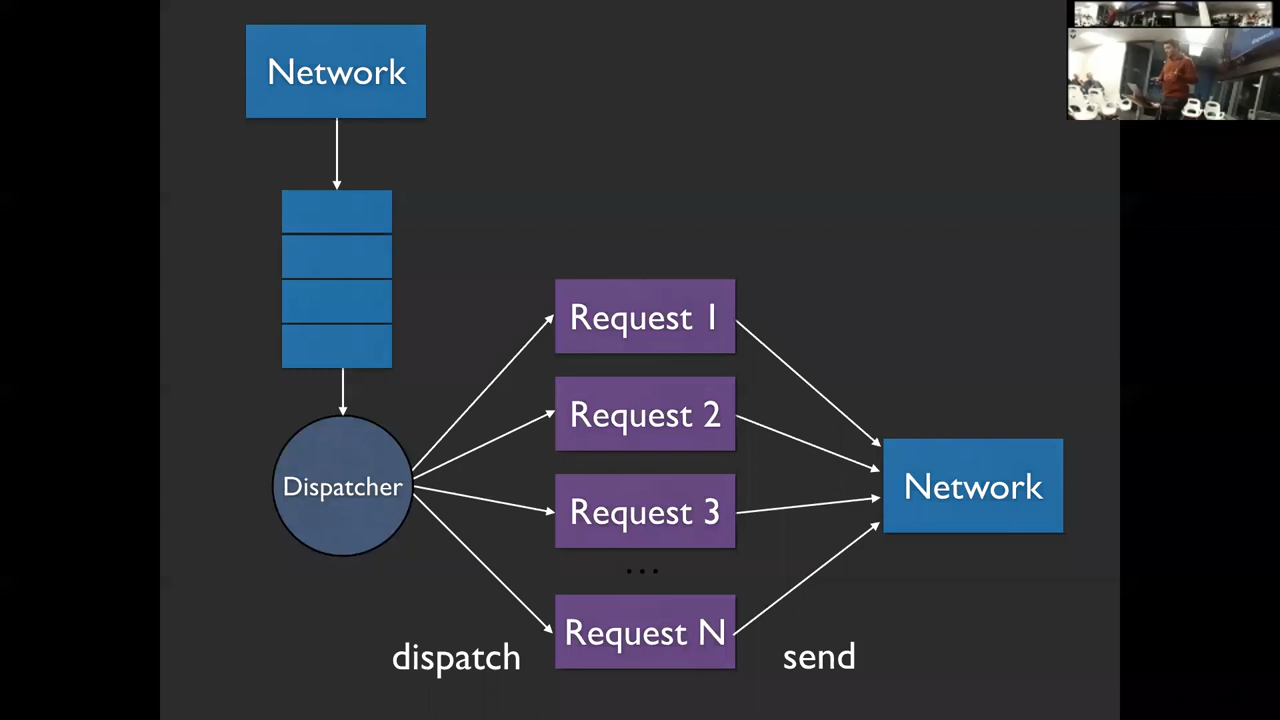 Network
Request 1
Request 2
Dispatcher
Network
Request 3
...
Request N
dispatch
send